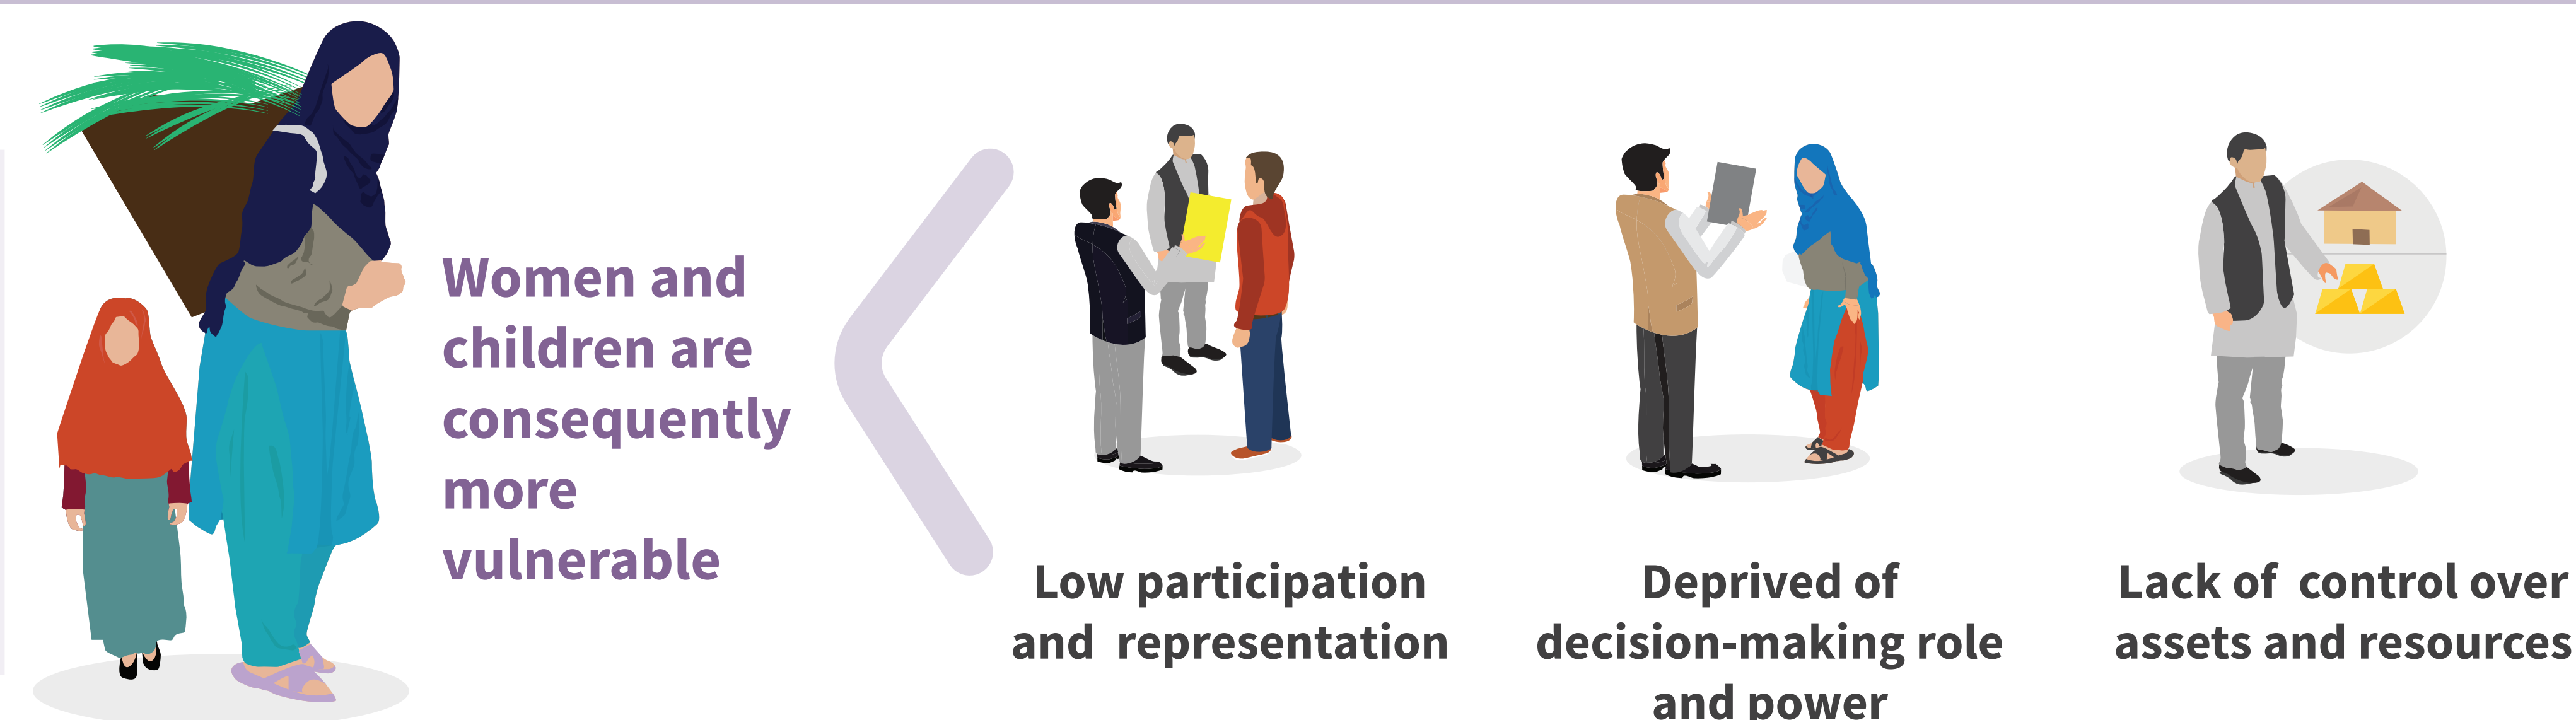 Women and
children are
consequently
more
vulnerable
Low participation
and representation
Deprived of
decision-making role
and power
Lack of control over
assets and resources